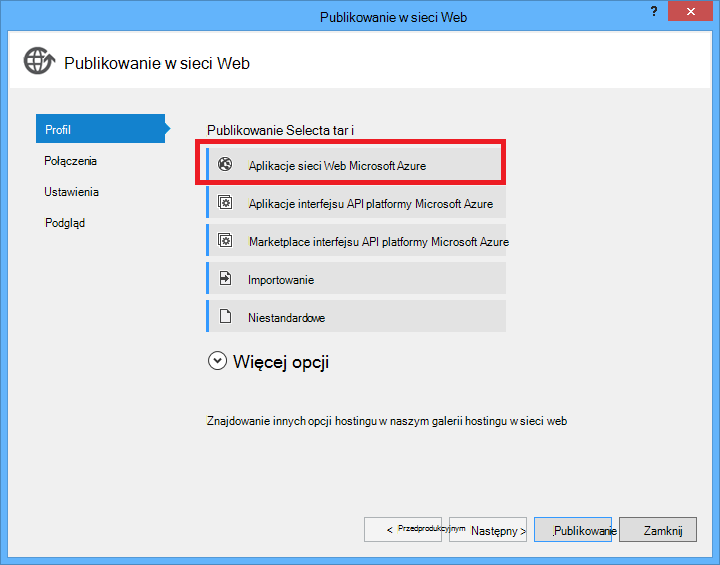 Publikowanie w sieci Web
?
Publikowanie w sieci Web
Profil
Połączenia
Ustawienia
Podgląd
Publikowanie Selecta tar i
Aplikacje sieci Web Microsoft Azure
Aplikacje interfejsu API platformy Microsoft Azure
Marketplace interfejsu API platformy Microsoft Azure
Importowanie
Niestandardowe
Więcej opcji
Znajdowanie innych opcji hostingu w naszym galerii hostingu w sieci web
< Przedprodukcyjnym
Następny >
Publikowanie
Zamknij